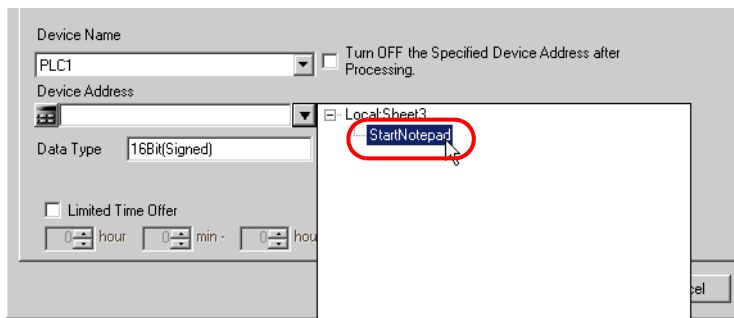 Device Name
PLC1
Turn OFF the Specified Device Address after
Processing.
Device Address
Local:Sheet3
StartNotepad
Data Type 16Bit(Signed)
Limited Time Offer
0 hour 0 min - 0 hou
cel